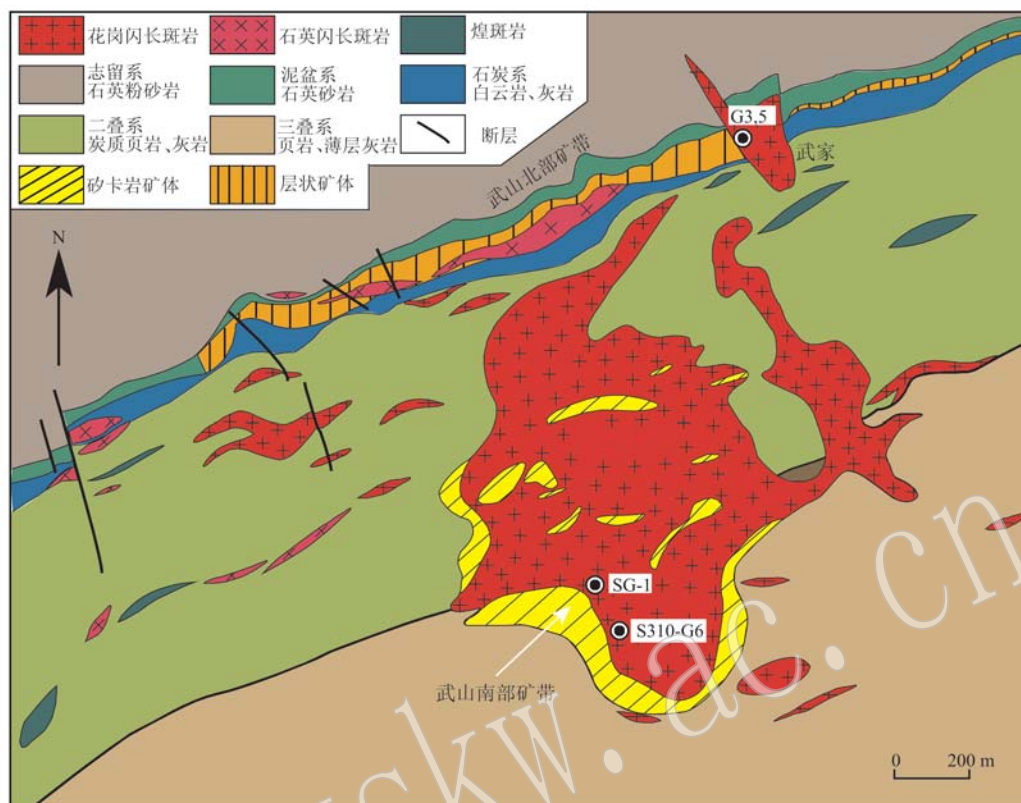 花岗闪长斑岩
石英闪长斑岩
煌斑岩
志留系
石英粉砂岩
泥盆系
石英砂岩
石炭系
白云岩、灰岩
二叠系
炭质页岩、灰岩
三叠系
页岩、薄层灰岩
断层
矽卡岩矿体
层状矿体
G3,5
武家
武山北部矿带
N
SG-1
S310-G6
武山南部矿带
0 200 m
skw.ac.cn